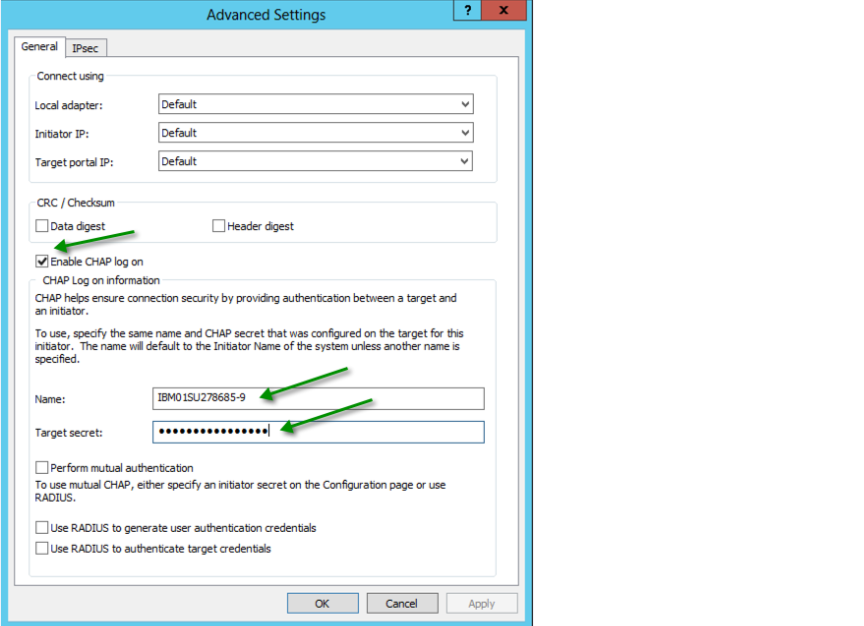 Advanced Settings
?
x
General
IPsec
Connect using
Local adapter:
Default
Initiator IP:
Default
Target portal IP:
Default
CRC / Checksum
Data digest
Header digest
Enable CHAP log on
CHAP Log on information
CHAP helps ensure connection security by providing authentication between a target and
an initiator.
To use, specify the same name and CHAP secret that was configured on the target for this
initiator. The name will default to the Initiator Name of the system unless another name is
specified.
Name:
IBM01SU278685-9
Target secret:
••••••••••••••••
Perform mutual authentication
To use mutual CHAP, either specify an initiator secret on the Configuration page or use
RADIUS.
Use RADIUS to generate user authentication credentials
Use RADIUS to authenticate target credentials
OK
Cancel
Apply